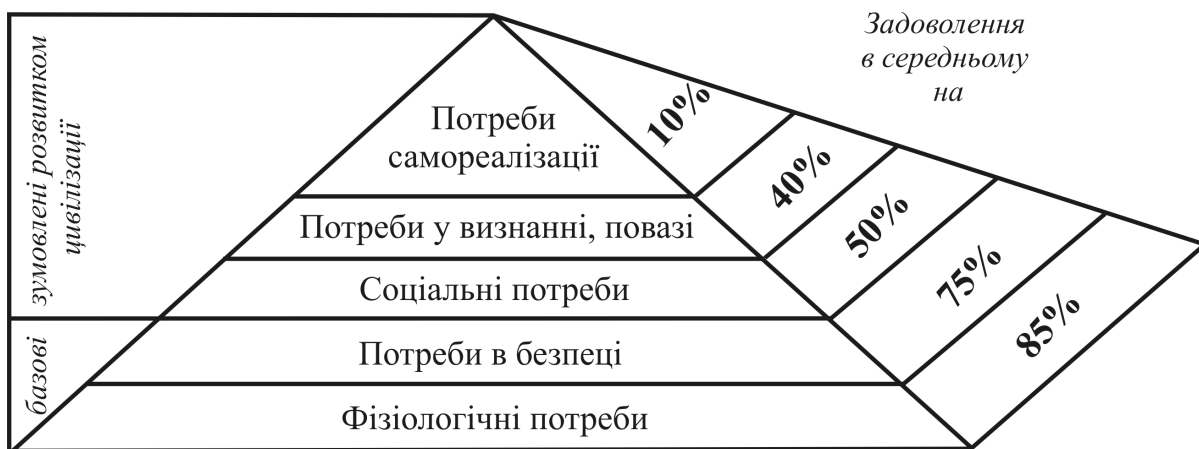 Задоволення
в середньому
на
зумовлені розвитком
цивілізації
базові
Потреби
самореалізації
10%
Потреби у визнанні, повазі
40%
Соціальні потреби
50%
Потреби в безпеці
75%
Фізіологічні потреби
85%